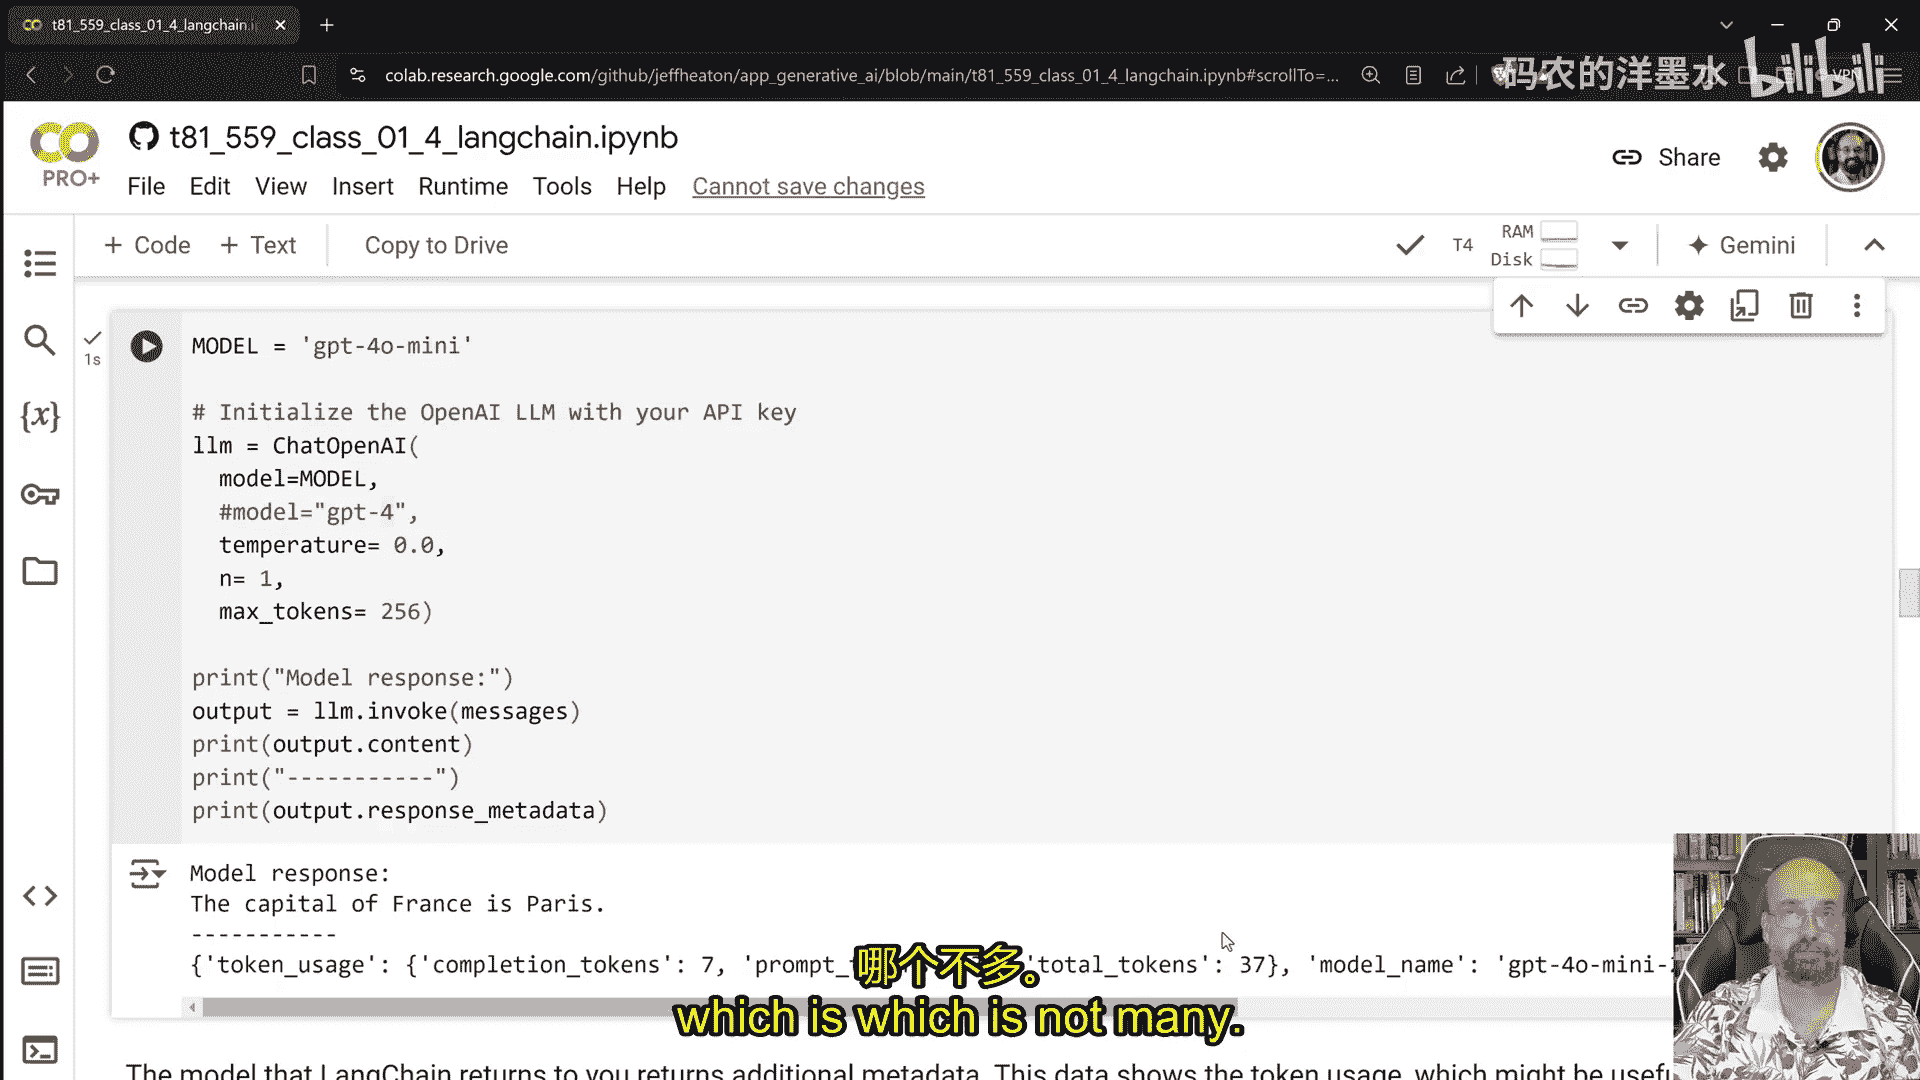 t81_559_class_01_4_langchain.i
colab.research.google.com/github/jeffheaton/app_generative_ai/blob/main/t81_559_class_01_4_langchain.ipynb#scrollTo=...
码农的洋墨水 bilibili
VPN
t81_559_class_01_4_langchain.ipynb
PRO+
File Edit View Insert Runtime Tools Help Cannot save changes
Share
+ Code + Text Copy to Drive
T4 RAM Disk Gemini
1s
MODEL = 'gpt-4o-mini'
# Initialize the OpenAI LLM with your API key
llm = ChatOpenAI(
model=MODEL,
#model="gpt-4",
temperature= 0.0,
n= 1,
max_tokens= 256)
print("Model response:")
output = llm.invoke(messages)
print(output.content)
print("-----------")
print(output.response_metadata)
Model response:
The capital of France is Paris.
-----------
{'token_usage': {'completion_tokens': 7, 'prompt_ 'total_tokens': 37}, 'model_name': 'gpt-4o-mini-
哪个不多。
which is which is not many.
The model that LangChain returns to you returns additional metadata. This data shows the token usage, which might be usef